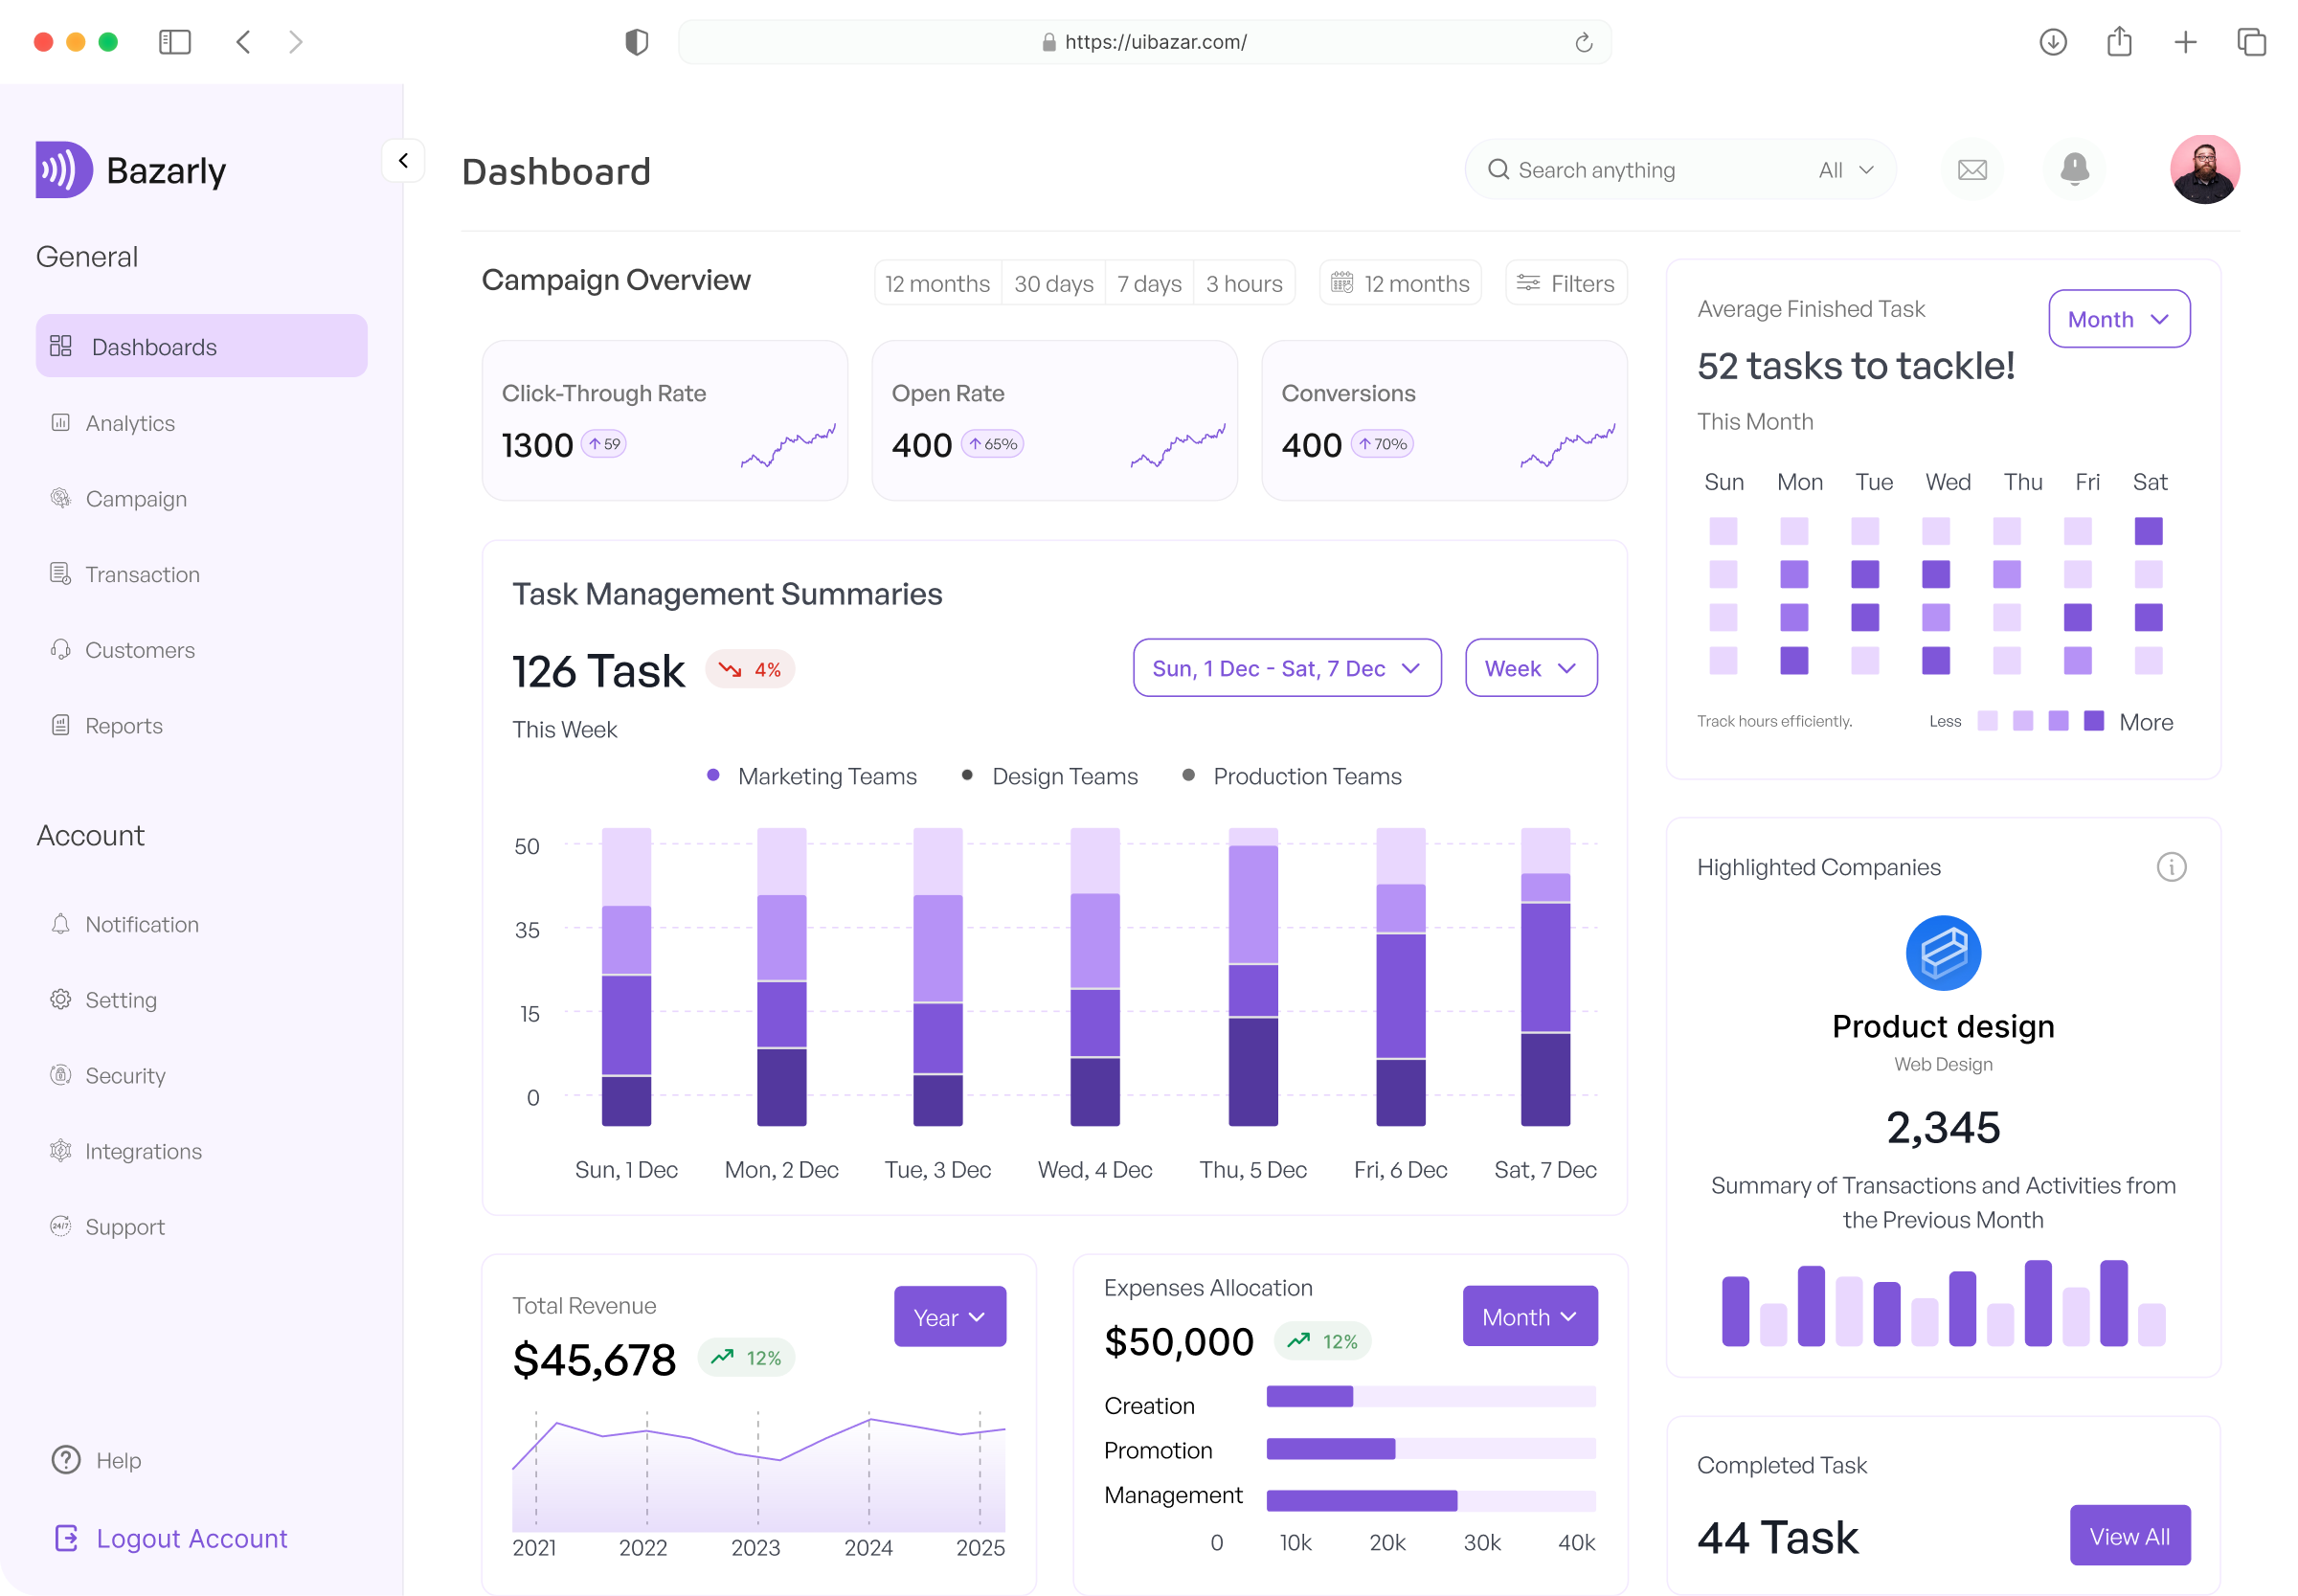 https://uibazar.com/
Bazarly
General
Dashboards
Analytics
Campaign
Transaction
Customers
Reports
Account
Notification
Setting
Security
Integrations
24/7 Support
Help
Logout Account
Dashboard
Search anything All
Campaign Overview
12 months 30 days 7 days 3 hours
12 months
Filters
Click-Through Rate
1300 59
Open Rate
400 65%
Conversions
400 70%
Task Management Summaries
126 Task 4%
Sun, 1 Dec - Sat, 7 Dec
Week
This Week
Marketing Teams Design Teams Production Teams
50
35
15
0
Sun, 1 Dec Mon, 2 Dec Tue, 3 Dec Wed, 4 Dec Thu, 5 Dec Fri, 6 Dec Sat, 7 Dec
Total Revenue
Year
$45,678 12%
2021 2022 2023 2024 2025
Expenses Allocation
Month
$50,000 12%
Creation
Promotion
Management
0 10k 20k 30k 40k
Average Finished Task
Month
52 tasks to tackle!
This Month
Sun Mon Tue Wed Thu Fri Sat
Track hours efficiently. Less More
Highlighted Companies
Product design
Web Design
2,345
Summary of Transactions and Activities from
the Previous Month
Completed Task
44 Task
View All